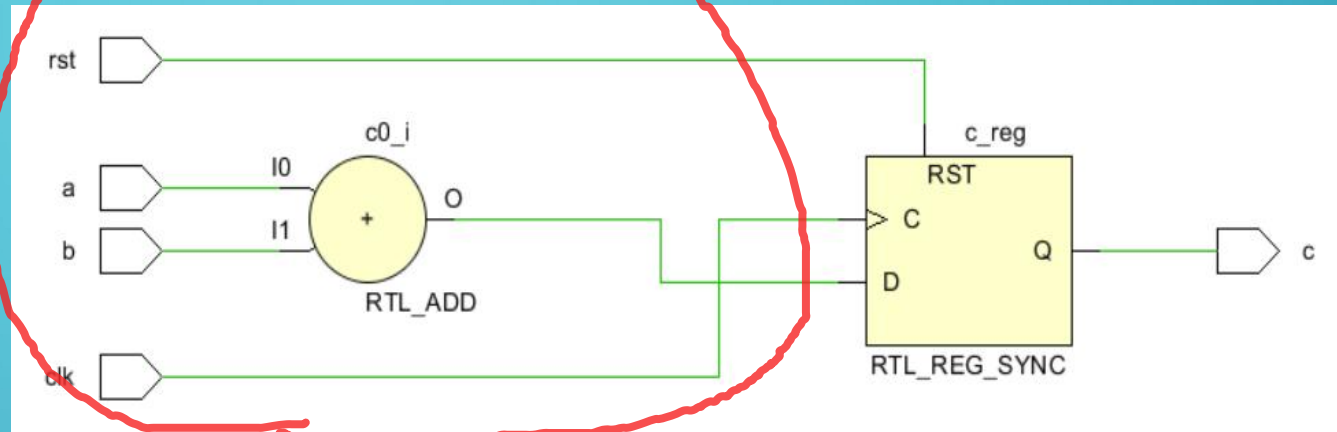 rst
c0_i
c_reg
RST
I0
a
O
+
C
I1
b
Q
c
D
RTL_ADD
RTL_REG_SYNC
clk